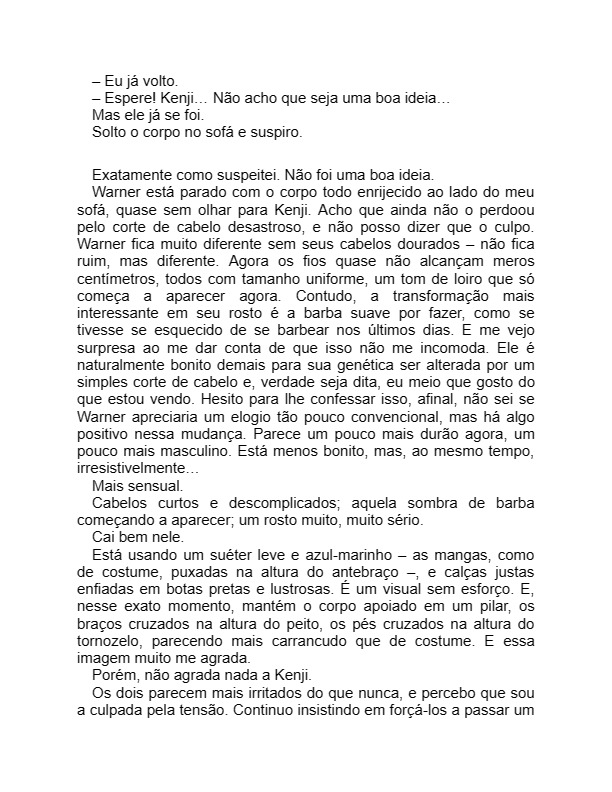 – Eu já volto.
– Espere! Kenji… Não acho que seja uma boa ideia…
Mas ele já se foi.
Solto o corpo no sofá e suspiro.
Exatamente como suspeitei. Não foi uma boa ideia.
Warner está parado com o corpo todo enrijecido ao lado do meu
sofá, quase sem olhar para Kenji. Acho que ainda não o perdoou
pelo corte de cabelo desastroso, e não posso dizer que o culpo.
Warner fica muito diferente sem seus cabelos dourados – não fica
ruim, mas diferente. Agora os fios quase não alcançam meros
centímetros, todos com tamanho uniforme, um tom de loiro que só
começa a aparecer agora. Contudo, a transformação mais
interessante em seu rosto é a barba suave por fazer, como se
tivesse se esquecido de se barbear nos últimos dias. E me vejo
surpresa ao me dar conta de que isso não me incomoda. Ele é
naturalmente bonito demais para sua genética ser alterada por um
simples corte de cabelo e, verdade seja dita, eu meio que gosto do
que estou vendo. Hesito para lhe confessar isso, afinal, não sei se
Warner apreciaria um elogio tão pouco convencional, mas há algo
positivo nessa mudança. Parece um pouco mais durão agora, um
pouco mais masculino. Está menos bonito, mas, ao mesmo tempo,
irresistivelmente…
Mais sensual.
Cabelos curtos e descomplicados; aquela sombra de barba
começando a aparecer; um rosto muito, muito sério.
Cai bem nele.
Está usando um suéter leve e azul-marinho – as mangas, como
de costume, puxadas na altura do antebraço –, e calças justas
enfiadas em botas pretas e lustrosas. É um visual sem esforço. E,
nesse exato momento, mantém o corpo apoiado em um pilar, os
braços cruzados na altura do peito, os pés cruzados na altura do
tornozelo, parecendo mais carrancudo que de costume. E essa
imagem muito me agrada.
Porém, não agrada nada a Kenji.
Os dois parecem mais irritados do que nunca, e percebo que sou
a culpada pela tensão. Continuo insistindo em forçá-los a passar um